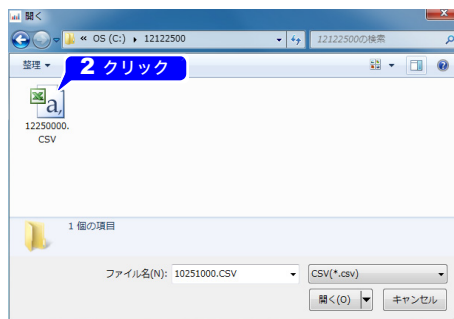 開く
« OS (C:) ▸ 12122500
12122500の検索
整理 ▾
2 クリック
a,
12250000.
CSV
1 個の項目
ファイル名(N): 10251000.CSV
CSV(*.csv)
開く(O)
キャンセル